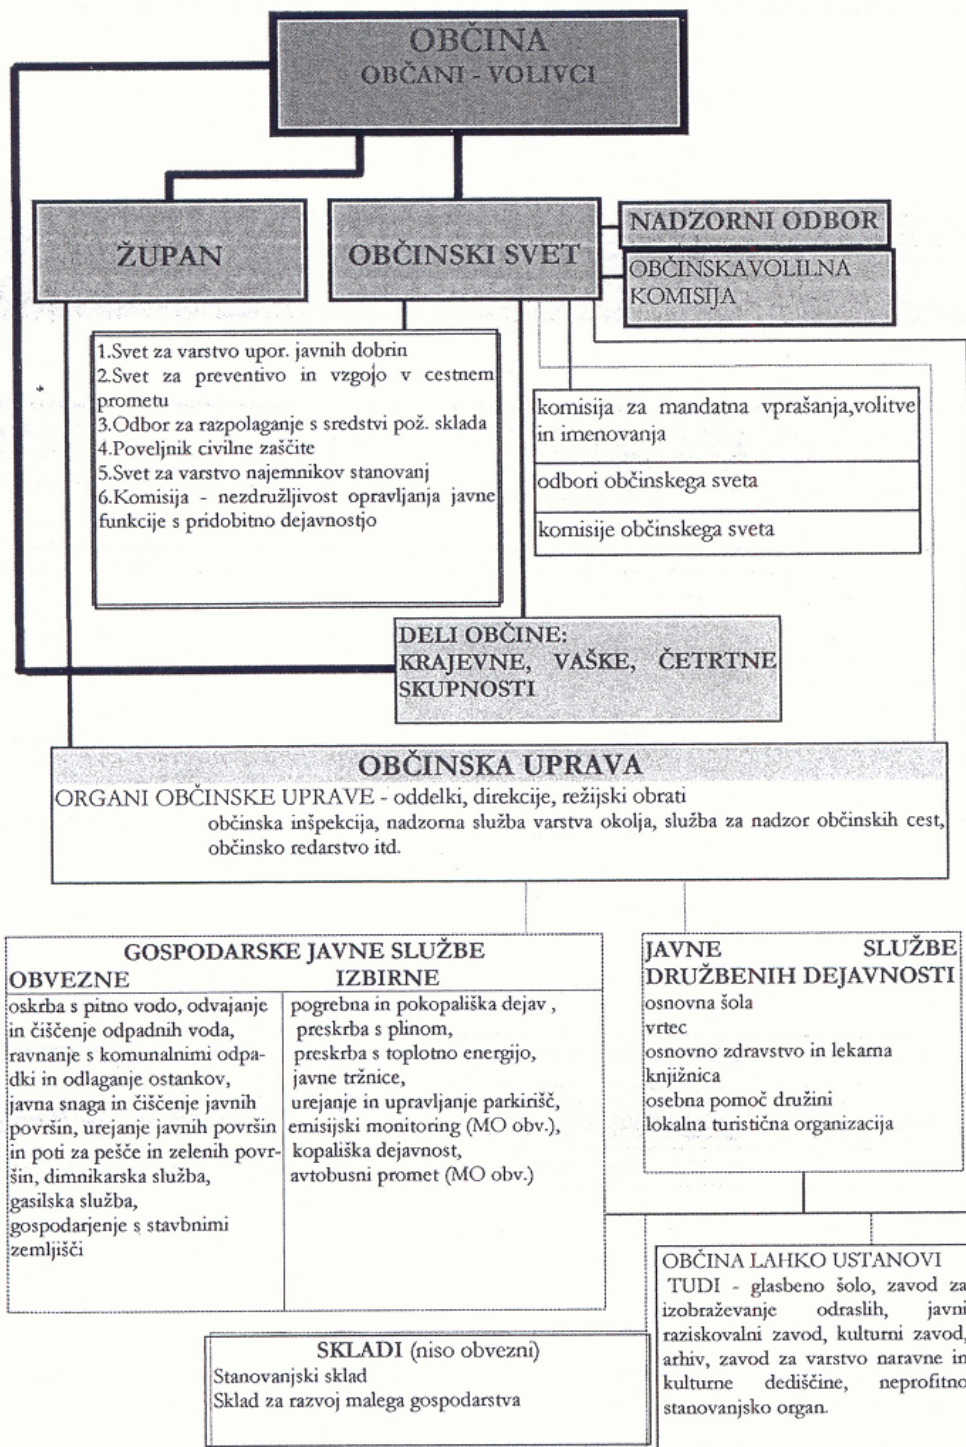 OBČINA
OBČANI - VOLIVCI
ŽUPAN
OBČINSKI SVET
NADZORNI ODBOR
OBČINSKAVOLILNA
KOMISIJA
1.Svet za varstvo upor. javnih dobrin
2.Svet za preventivo in vzgojo v cestnem
prometu
3.Odbor za razpolaganje s sredstvi pož. sklada
4.Poveljnik civilne zaščite
5.Svet za varstvo najemnikov stanovanj
6.Komisija - nezdružljivost opravljanja javne
funkcije s pridobitno dejavnostjo
komisija za mandatna vprašanja,volitve
in imenovanja
odbori občinskega sveta
komisije občinskega sveta
DELI OBČINE:
KRAJEVNE, VAŠKE, ČETRTNE
SKUPNOSTI
OBČINSKA UPRAVA
ORGANI OBČINSKE UPRAVE - oddelki, direkcije, režijski obrati
občinska inšpekcija, nadzorna služba varstva okolja, služba za nadzor občinskih cest,
občinsko redarstvo itd.
GOSPODARSKE JAVNE SLUŽBE
OBVEZNE
oskrba s pitno vodo, odvajanje
in čiščenje odpadnih voda,
ravnanje s komunalnimi odpa-
dki in odlaganje ostankov,
javna snaga in čiščenje javnih
površin, urejanje javnih površin
in poti za pešče in zelenih povr-
šin, dimnikarska služba,
gasilska služba,
gospodarjenje s stavbnimi
zemljišči
IZBIRNE
pogrebna in pokopališka dejav ,
preskrba s plinom,
preskrba s toplotno energijo,
javne tržnice,
urejanje in upravljanje parkirišč,
emisijski monitoring (MO obv.),
kopališka dejavnost,
avtobusni promet (MO obv.)
JAVNE SLUŽBE
DRUŽBENIH DEJAVNOSTI
osnovna šola
vrtec
osnovno zdravstvo in lekarna
knjižnica
osebna pomoč družini
lokalna turistična organizacija
OBČINA LAHKO USTANOVI
TUDI - glasbeno šolo, zavod za
izobraževanje odraslih, javni
raziskovalni zavod, kulturni zavod,
arhiv, zavod za varstvo naravne in
kulturne dediščine, neprofitno
stanovanjsko organ.
SKLADI (niso obvezni)
Stanovanjski sklad
Sklad za razvoj malega gospodarstva